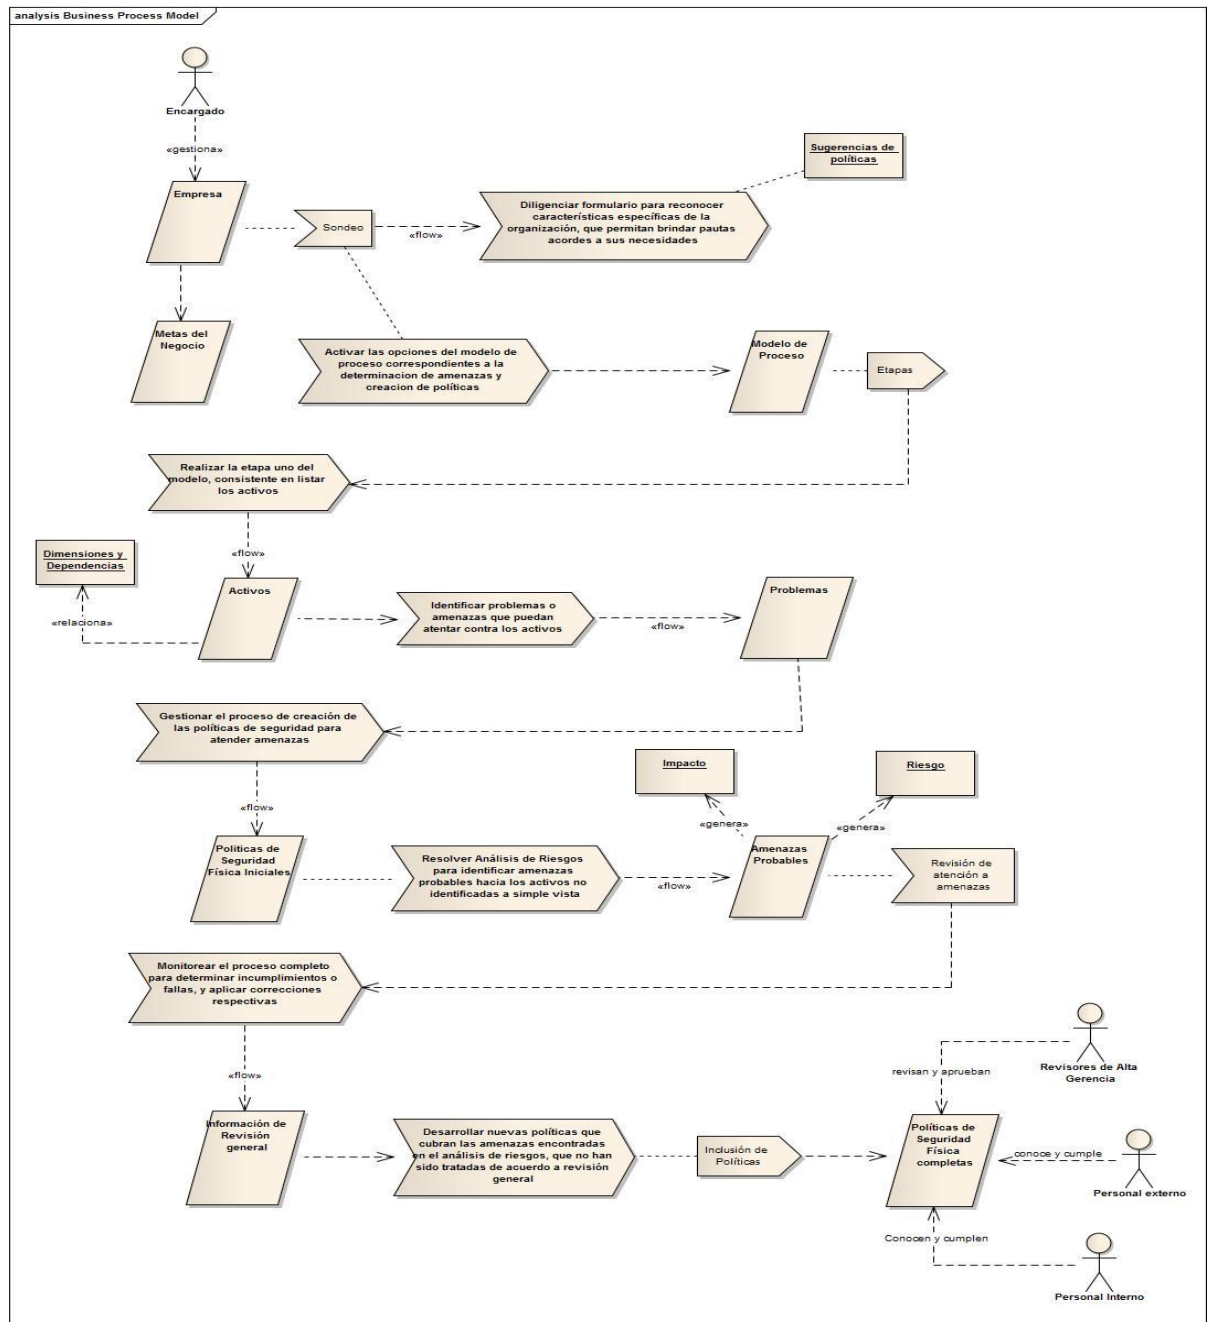 analysis Business Process Model
Encargado
«gestiona»
Empresa
Sondeo
«flow»
Diligenciar formulario para reconocer
características específicas de la
organización, que permitan brindar pautas
acordes a sus necesidades
Sugerencias de
políticas
Metas del
Negocio
Activar las opciones del modelo de
proceso correspondientes a la
determinacion de amenazas y
creacion de políticas
Modelo de
Proceso
Etapas
Realizar la etapa uno del
modelo, consistente en listar
los activos
«flow»
Dimensiones y
Dependencias
«relaciona»
Activos
Identificar problemas o
amenazas que puedan
atentar contra los activos
«flow»
Problemas
Gestionar el proceso de creación de
las políticas de seguridad para
atender amenazas
«flow»
Impacto
Riesgo
«genera»
«genera»
Politicas de
Seguridad
Física Iniciales
Resolver Análisis de Riesgos
para identificar amenazas
probables hacia los activos no
identificadas a simple vista
«flow»
Amenazas
Probables
Revisión de
atención a
amenazas
Monitorear el proceso completo
para determinar incumplimientos o
fallas, y aplicar correcciones
respectivas
«flow»
Revisores de Alta
Gerencia
revisan y aprueban
Información de
Revisión
general
Desarrollar nuevas políticas que
cubran las amenazas encontradas
en el análisis de riesgos, que no han
sido tratadas de acuerdo a revisión
general
Inclusión de
Políticas
Políticas de
Seguridad
Física
completas
conoce y cumple
Personal externo
Conocen y cumplen
Personal Interno